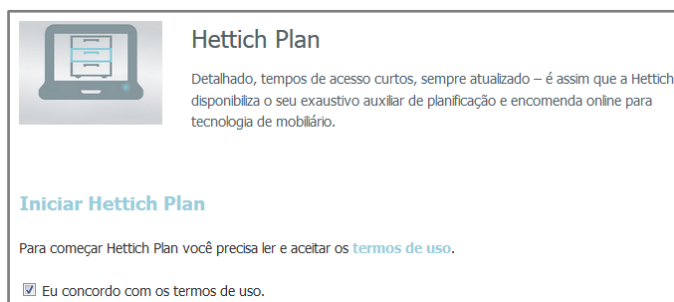 Hettich Plan
Detalhado, tempos de acesso curtos, sempre atualizado – é assim que a Hettich
disponibiliza o seu exaustivo auxiliar de planificação e encomenda online para
tecnologia de mobiliário.
Iniciar Hettich Plan
Para começar Hettich Plan você precisa ler e aceitar os termos de uso.
Eu concordo com os termos de uso.